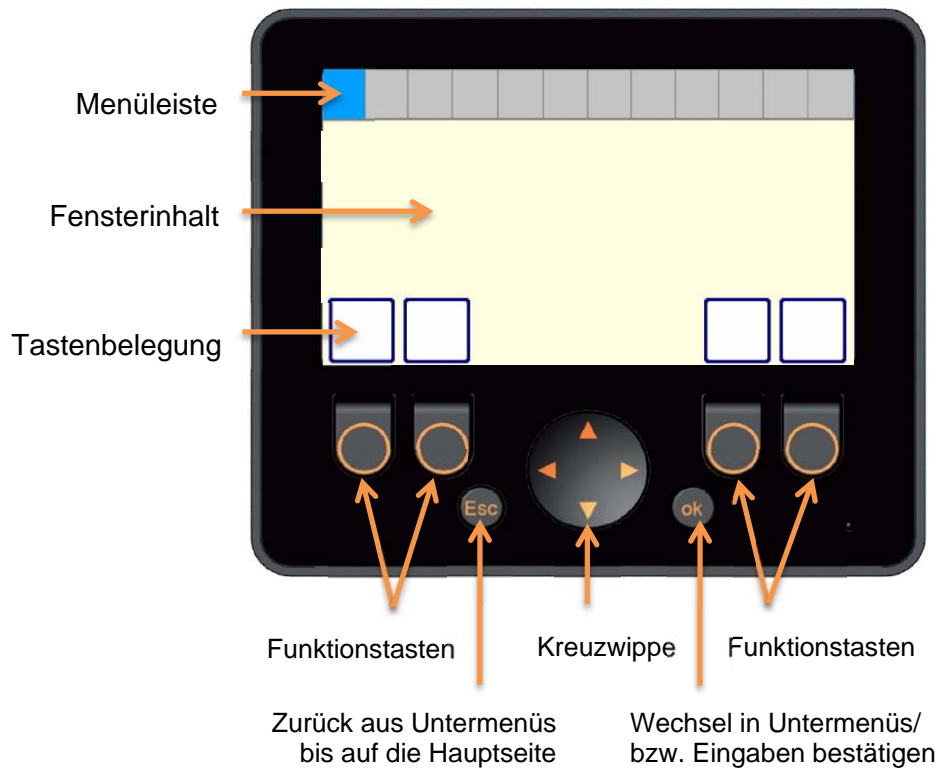 Menüleiste
Fensterinhalt
Tastenbelegung
Esc
ok
Funktionstasten
Kreuzwippe
Funktionstasten
Zurück aus Untermenüs
bis auf die Hauptseite
Wechsel in Untermenüs/
bzw. Eingaben bestätigen